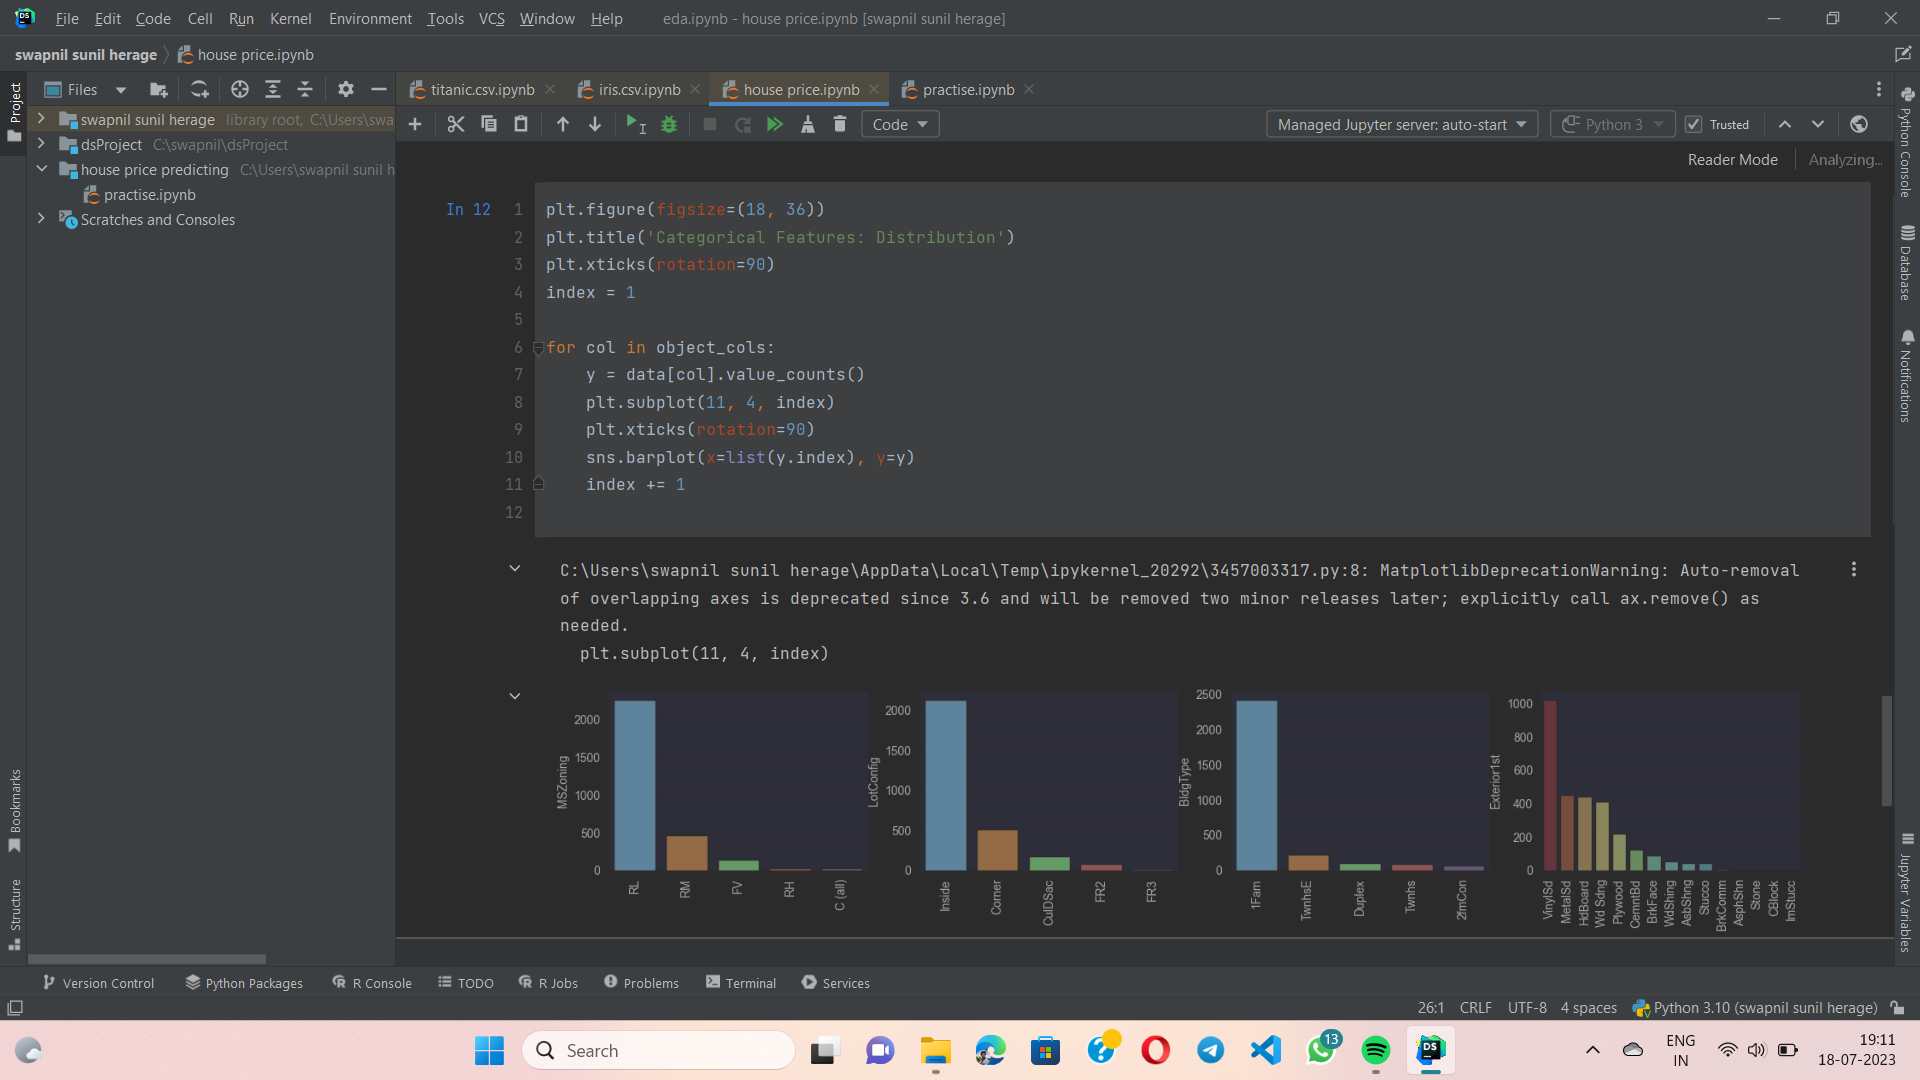 File Edit Code Cell Run Kernel Environment Tools VCS Window Help eda.ipynb - house price.ipynb [swapnil sunil herage]
swapnil sunil herage house price.ipynb
Files
titanic.csv.ipynb iris.csv.ipynb house price.ipynb practise.ipynb
Code Managed Jupyter server: auto-start Python 3 Trusted
Reader Mode Analyzing...
Project
swapnil sunil herage library root, C:\Users\swa
dsProject C:\swapnil\dsProject
house price predicting C:\Users\swapnil sunil h
practise.ipynb
Scratches and Consoles
In 12
1 plt.figure(figsize=(18, 36))
2 plt.title('Categorical Features: Distribution')
3 plt.xticks(rotation=90)
4 index = 1
5
6 for col in object_cols:
7 y = data[col].value_counts()
8 plt.subplot(11, 4, index)
9 plt.xticks(rotation=90)
10 sns.barplot(x=list(y.index), y=y)
11 index += 1
12
C:\Users\swapnil sunil herage\AppData\Local\Temp\ipykernel_20292\3457003317.py:8: MatplotlibDeprecationWarning: Auto-removal
of overlapping axes is deprecated since 3.6 and will be removed two minor releases later; explicitly call ax.remove() as
needed.
plt.subplot(11, 4, index)
MSZoning
2000
1500
1000
500
0
RL RM FV RH C (all)
LotConfig
2000
1500
1000
500
0
Inside Corner CulDSac FR2 FR3
BldgType
2500
2000
1500
1000
500
0
1Fam TwnhsE Duplex Twnhs 2fmCon
Exterior1st
1000
800
600
400
200
0
VinylSd MetalSd HdBoard Wd Sdng Plywood CemntBd BrkFace WdShing AsbShng Stucco BrkComm AsphShn Stone CBlock ImStucc
Python Console
Database
Notifications
Jupyter Variables
Bookmarks
Structure
Version Control Python Packages R Console TODO R Jobs Problems Terminal Services
26:1 CRLF UTF-8 4 spaces Python 3.10 (swapnil sunil herage)
Search
13
DS
ENG
IN
19:11
18-07-2023